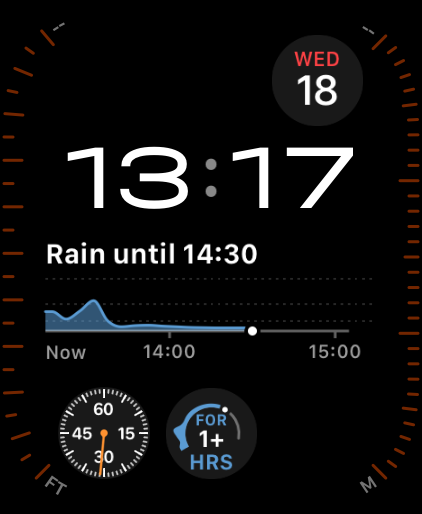 WED
18
13:17
Rain until 14:30
Now 14:00 15:00
60
45 15
30
FOR
1+
HRS
FT M